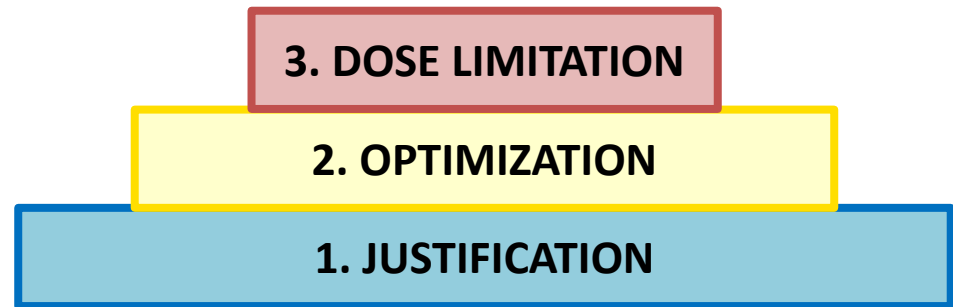 3. DOSE LIMITATION
2. OPTIMIZATION
1. JUSTIFICATION